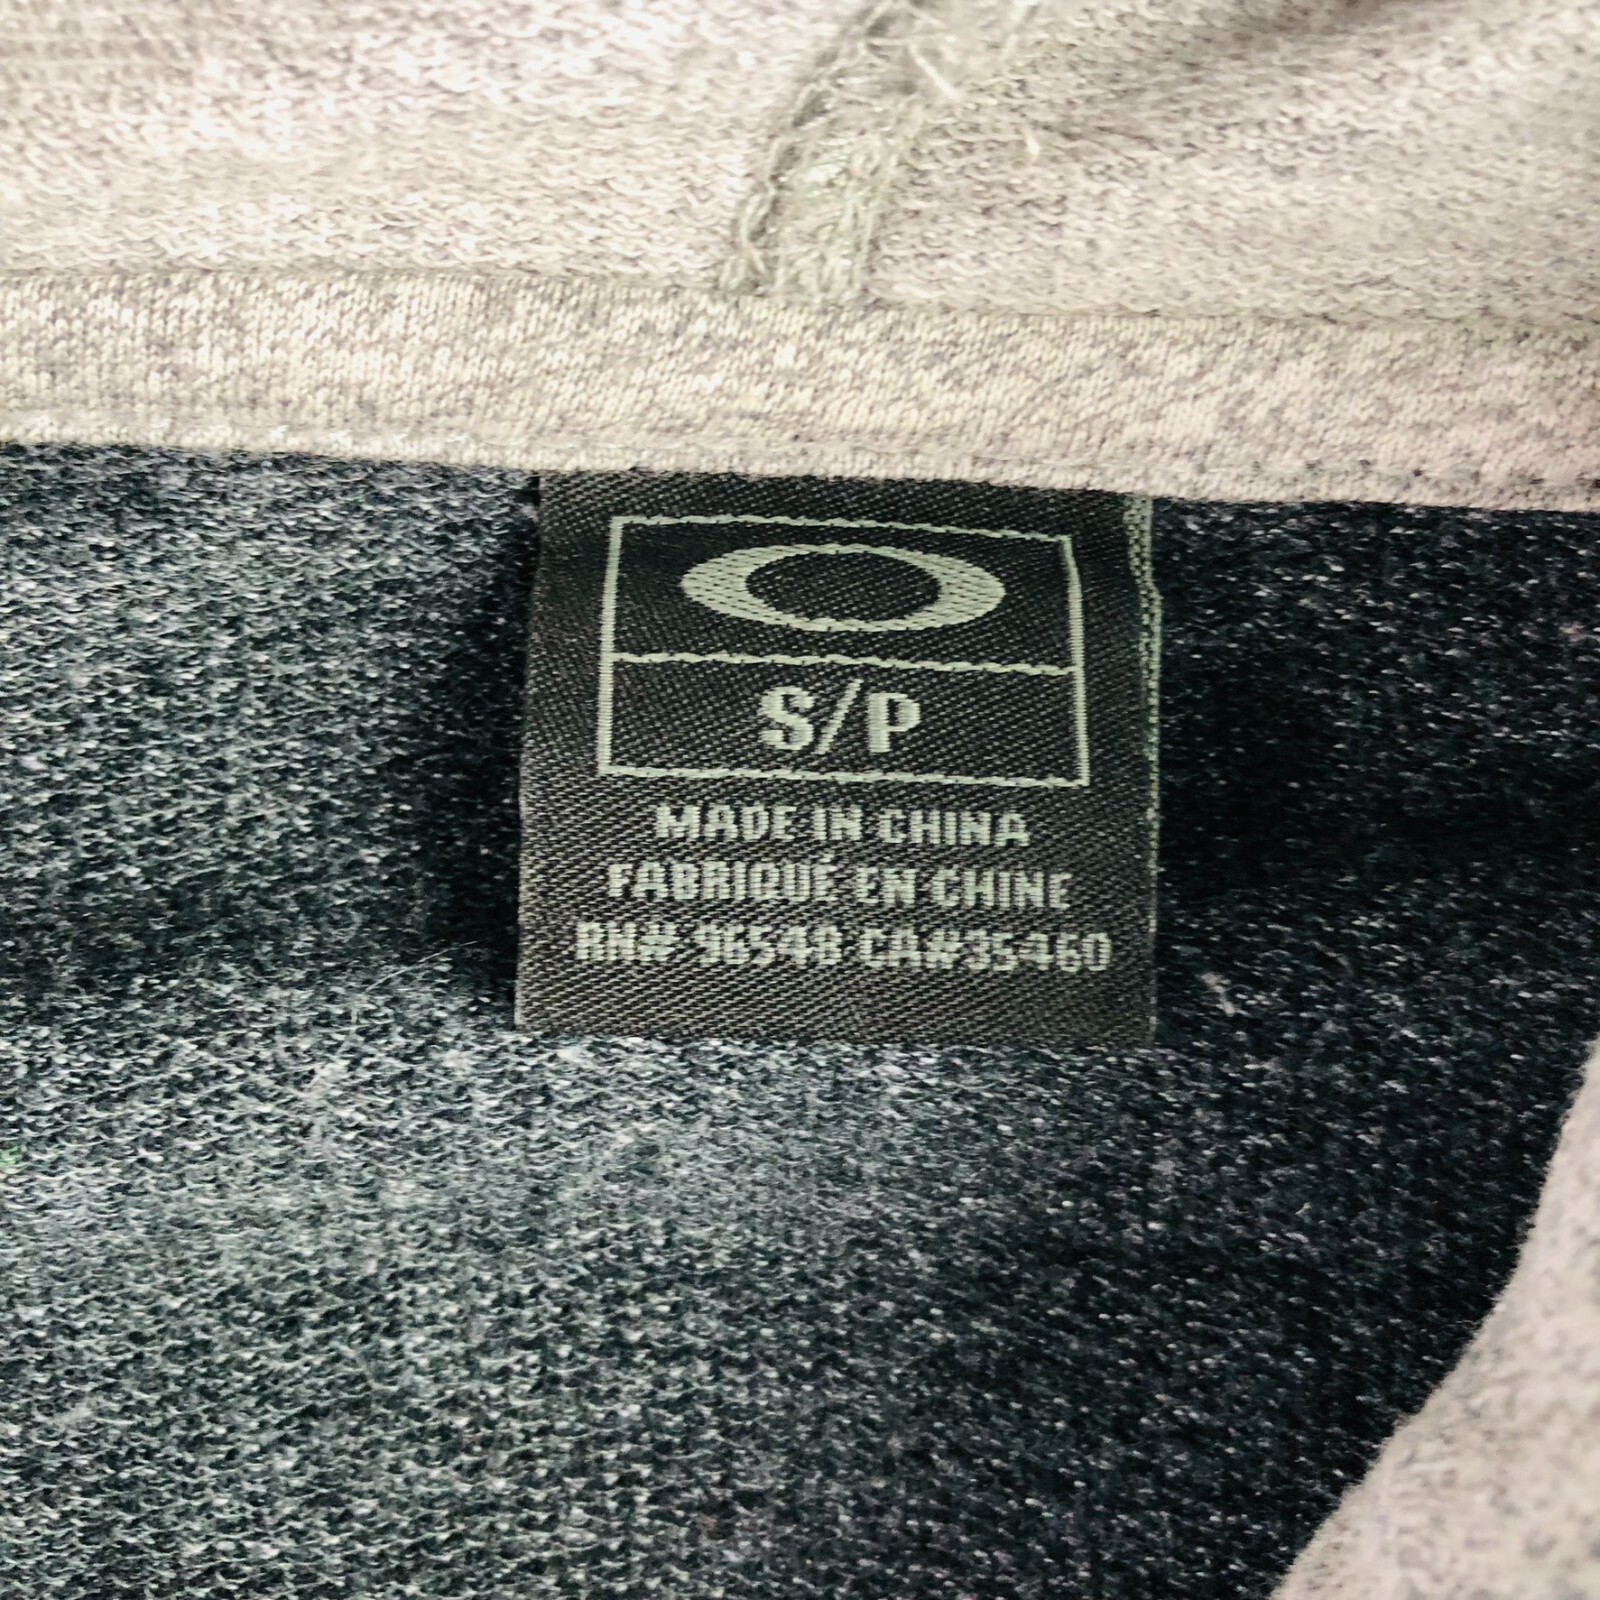 S/P
MADE IN CHINA
FABRIQUÉ EN CHINE
RN# 96548 CA#35460